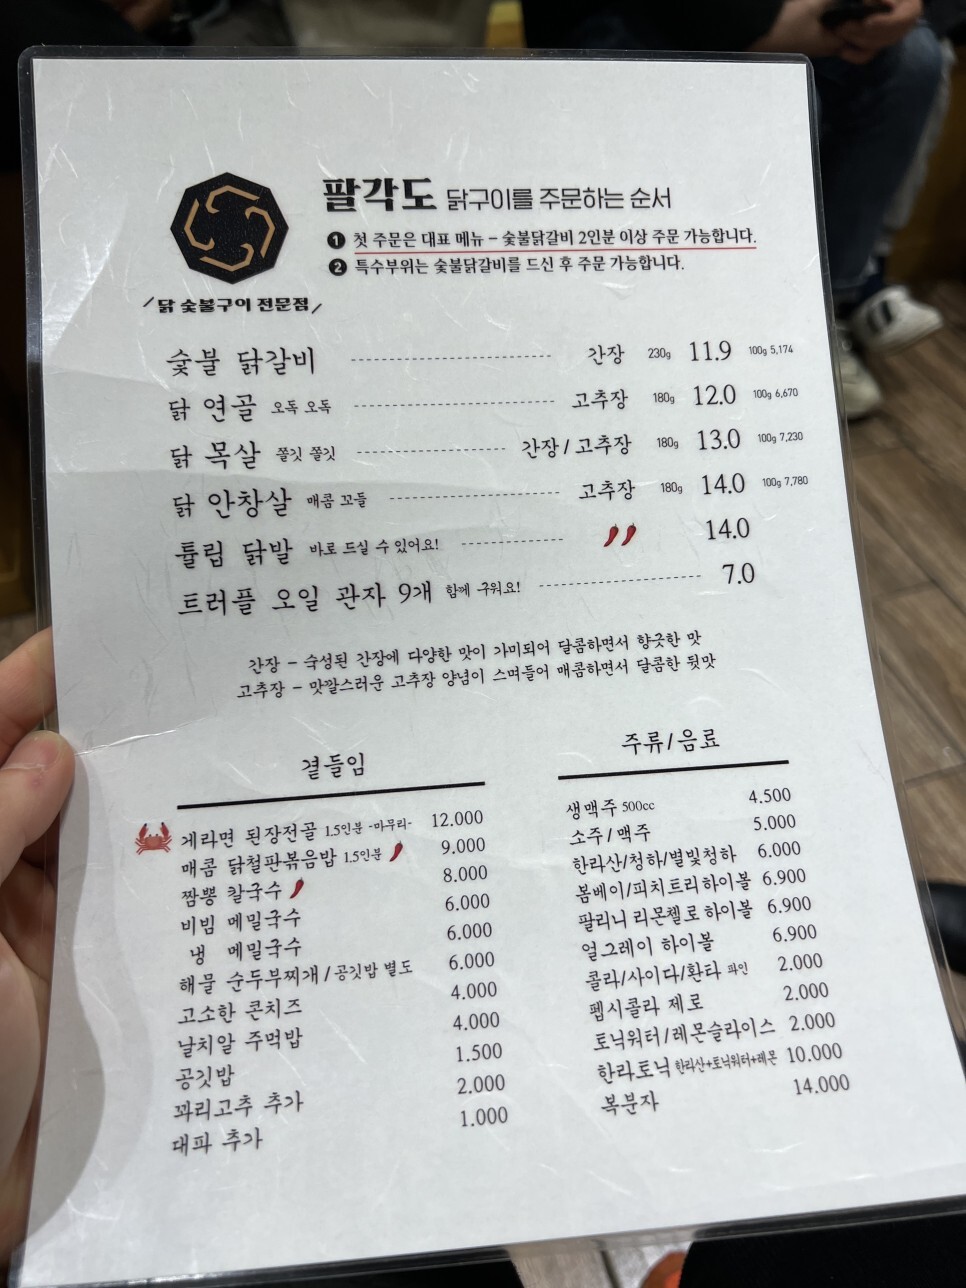 팔각도 닭구이를 주문하는 순서
❶ 첫 주문은 대표 메뉴 - 숯불닭갈비 2인분 이상 주문 가능합니다.
❷ 특수부위는 숯불닭갈비를 드신 후 주문 가능합니다.
닭 숯불구이 전문점
숯불 닭갈비 간장 230g 11.9 100g 5,174
닭 연골 오독 오독 고추장 180g 12.0 100g 6,670
닭 목살 쫄깃 쫄깃 간장/고추장 180g 13.0 100g 7,230
닭 안창살 매콤 꼬들 고추장 180g 14.0 100g 7,780
튤립 닭발 바로 드실 수 있어요! 14.0
트러플 오일 관자 9개 함께 구워요! 7.0
간장 - 숙성된 간장에 다양한 맛이 가미되어 달콤하면서 향긋한 맛
고추장 - 맛깔스러운 고추장 양념이 스며들어 매콤하면서 달콤한 뒷맛
곁들임
게라면 된장전골 1.5인분 -마무리- 12.000
매콤 닭철판볶음밥 1.5인분 9.000
짬뽕 칼국수 8.000
비빔 메밀국수 6.000
냉 메밀국수 6.000
해물 순두부찌개/공깃밥 별도 6.000
고소한 콘치즈 4.000
날치알 주먹밥 4.000
공깃밥 1.500
꽈리고추 추가 2.000
대파 추가 1.000
주류/음료
생맥주 500cc 4.500
소주/맥주 5.000
한라산/청하/별빛청하 6.000
봄베이/피치트리하이볼 6.900
팔리니 리몬첼로 하이볼 6.900
얼그레이 하이볼 6.900
콜라/사이다/환타 파인 2.000
펩시콜라 제로 2.000
토닉워터/레몬슬라이스 2.000
한라토닉 한라산+토닉워터+레몬 10.000
복분자 14.000